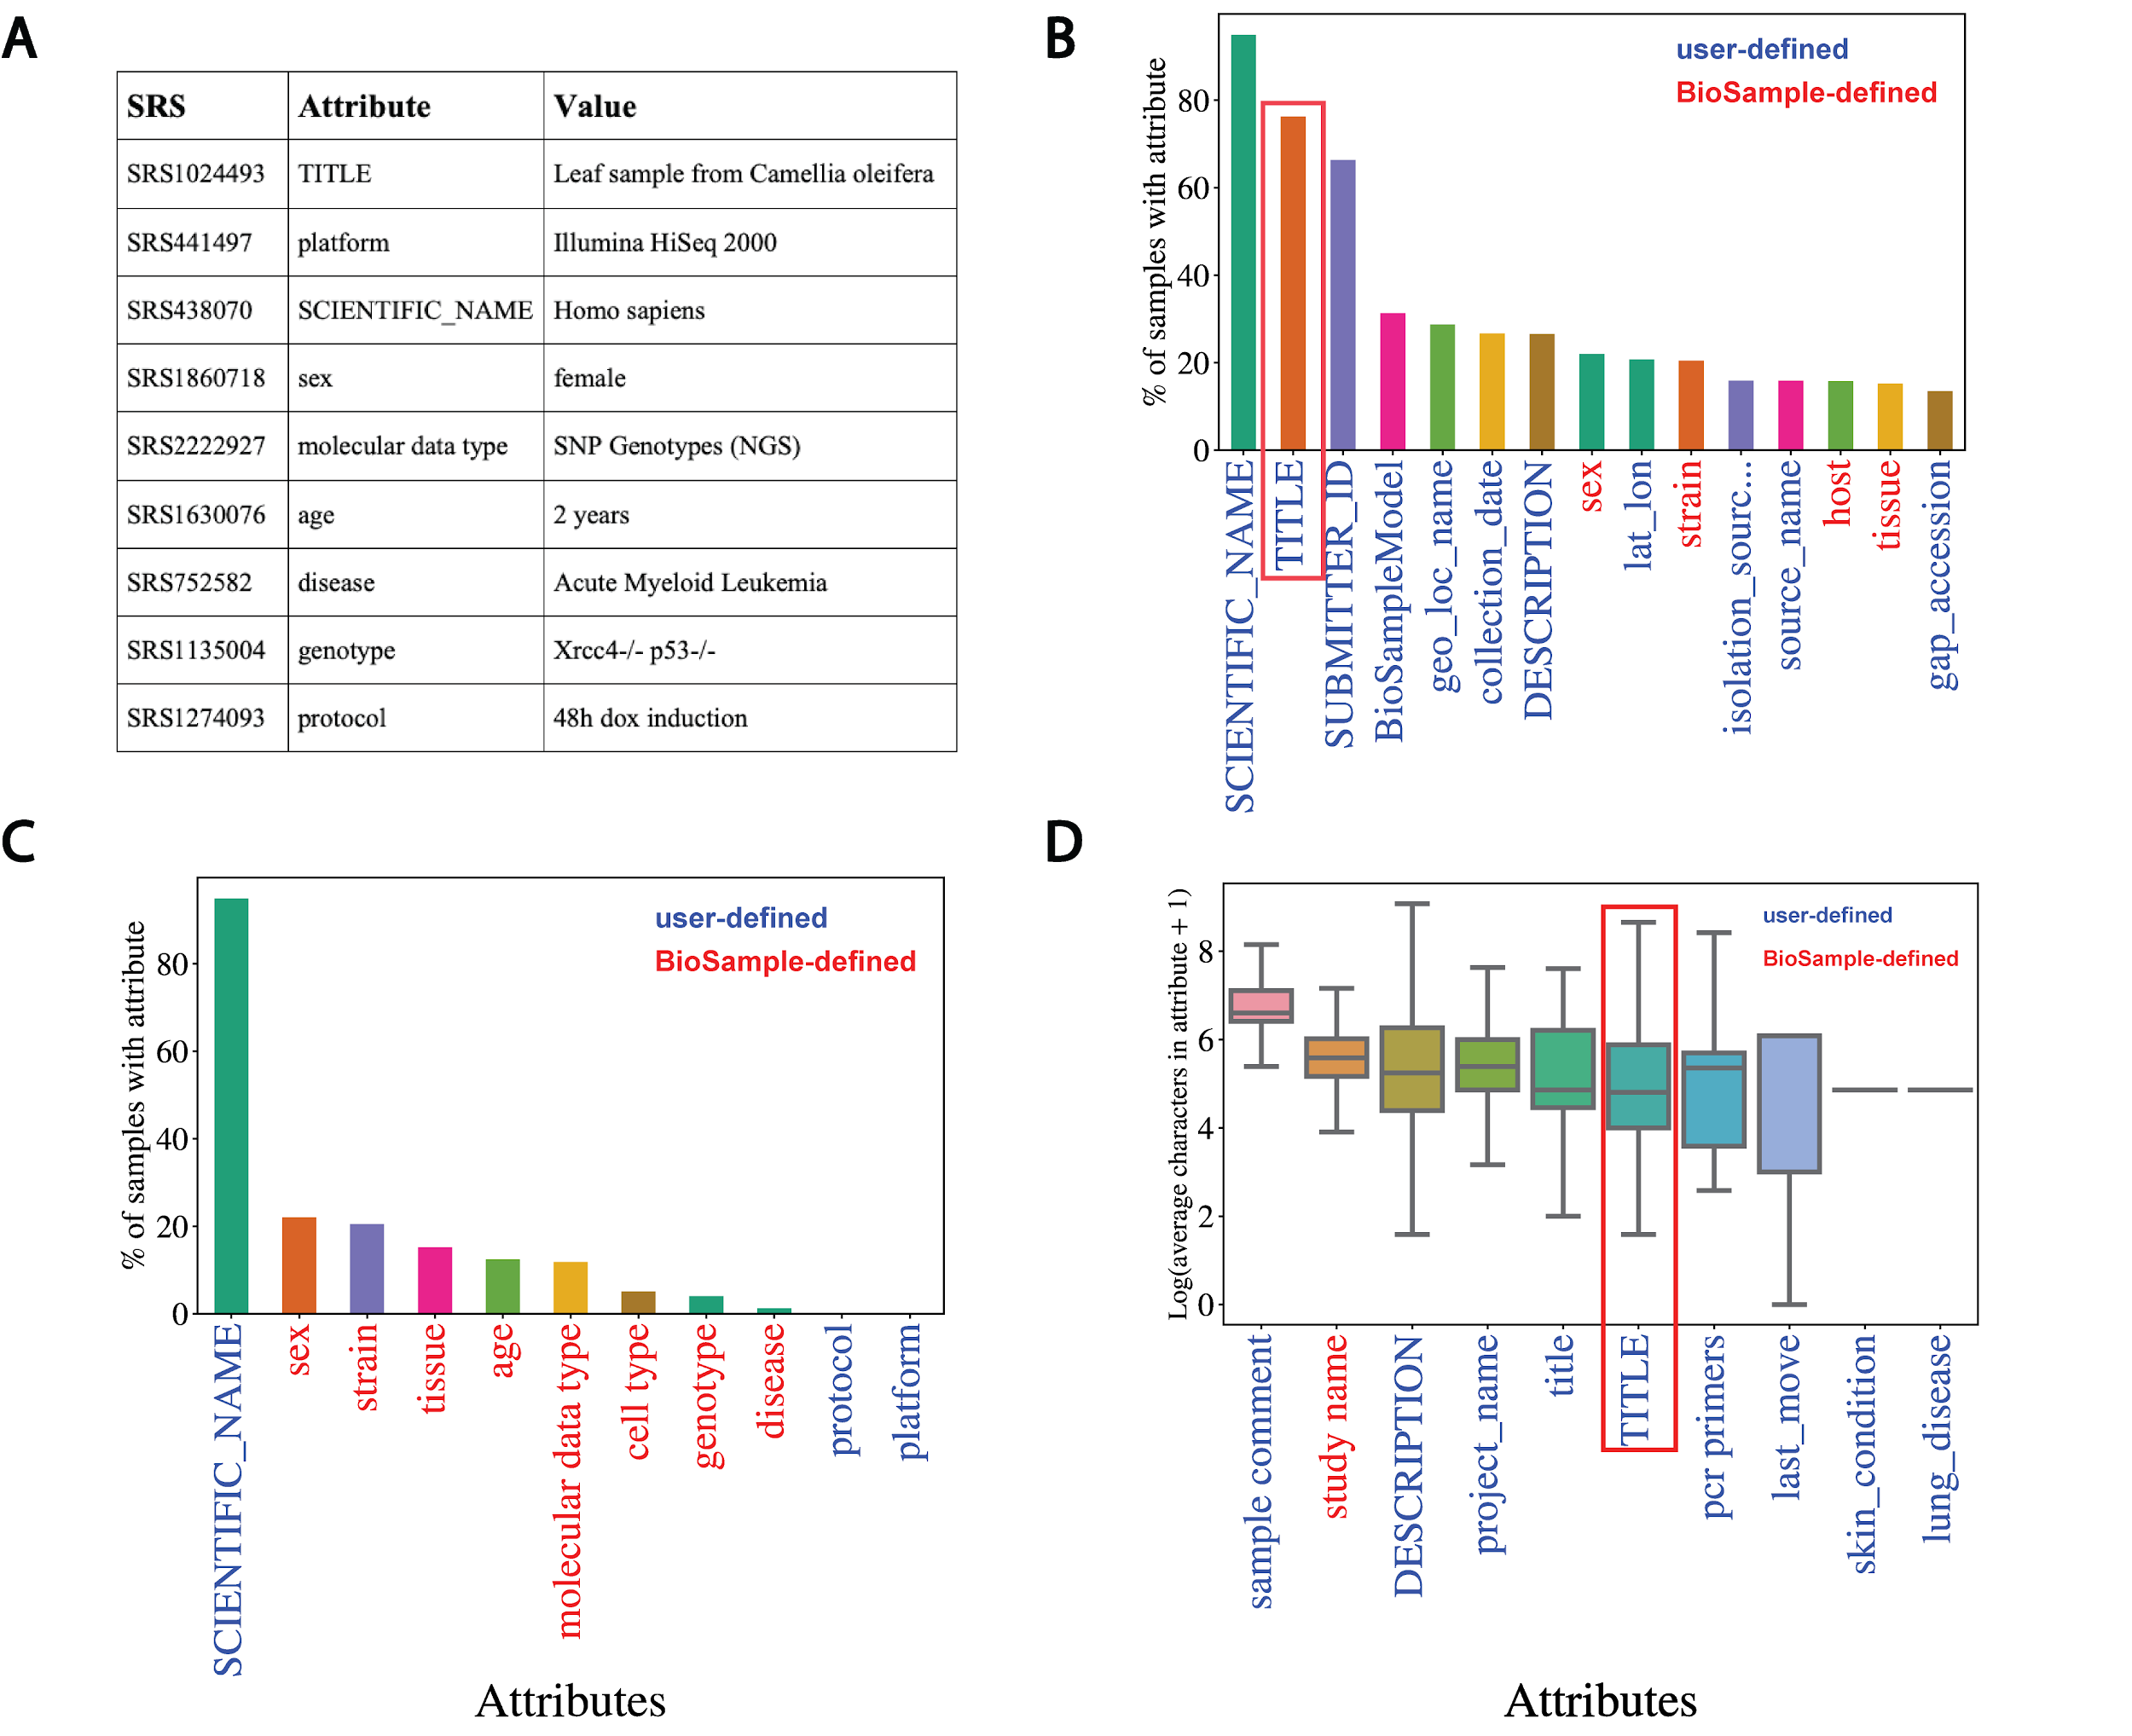 A
SRS Attribute Value
SRS1024493 TITLE Leaf sample from Camellia oleifera
SRS441497 platform Illumina HiSeq 2000
SRS438070 SCIENTIFIC_NAME Homo sapiens
SRS1860718 sex female
SRS2222927 molecular data type SNP Genotypes (NGS)
SRS1630076 age 2 years
SRS752582 disease Acute Myeloid Leukemia
SRS1135004 genotype Xrcc4-/- p53-/-
SRS1274093 protocol 48h dox induction
B
% of samples with attribute
80
60
40
20
0
user-defined
BioSample-defined
SCIENTIFIC_NAME
TITLE
SUBMITTER_ID
BioSampleModel
geo_loc_name
collection_date
DESCRIPTION
sex
lat_lon
strain
isolation_sourc...
source_name
host
tissue
gap_accession
C
% of samples with attribute
80
60
40
20
0
user-defined
BioSample-defined
SCIENTIFIC_NAME
sex
strain
tissue
age
molecular data type
cell type
genotype
disease
protocol
platform
Attributes
D
Log(average characters in attribute + 1)
8
6
4
2
0
user-defined
BioSample-defined
sample comment
study name
DESCRIPTION
project_name
title
TITLE
pcr primers
last_move
skin_condition
lung_disease
Attributes